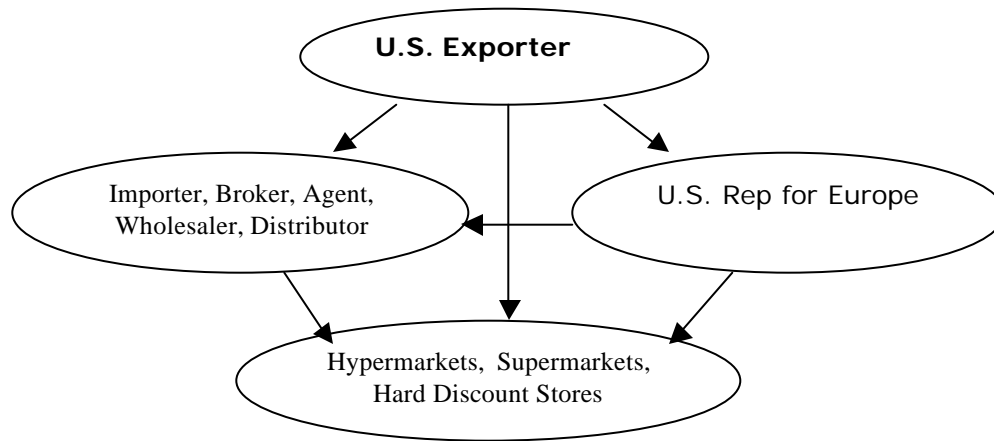 U.S. Exporter
Importer, Broker, Agent,
Wholesaler, Distributor
U.S. Rep for Europe
Hypermarkets, Supermarkets,
Hard Discount Stores